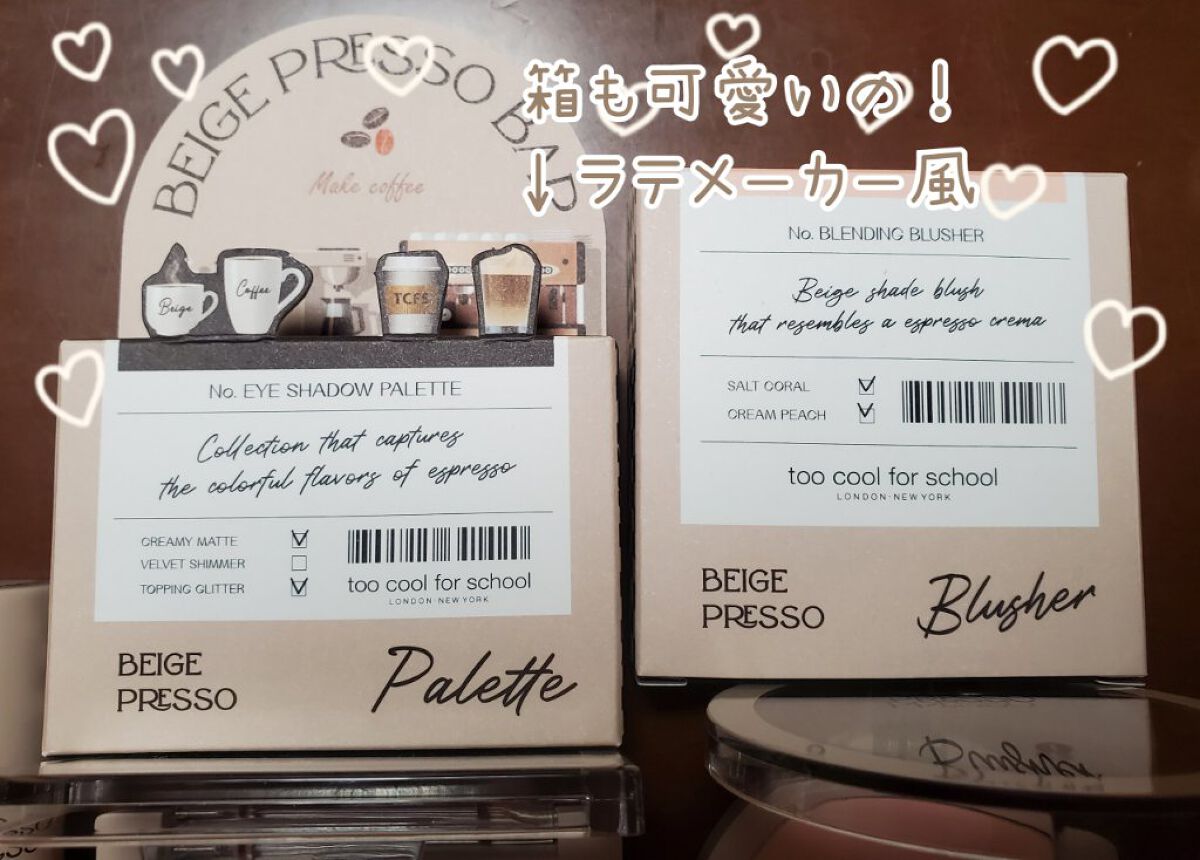 箱も可愛いの！
↓ラテメーカー風
BEIGE PRESSO BAR
Make coffee
Beige
Coffee
TCFS
No. EYE SHADOW PALETTE
Collection that captures
the colorful flavors of espresso
CREAMY MATTE
VELVET SHIMMER
TOPPING GLITTER
too cool for school
LONDON·NEW YORK
BEIGE
PRESSO
Palette
No. BLENDING BLUSHER
Beige shade blush
that resembles a espresso crema
SALT CORAL
CREAM PEACH
too cool for school
LONDON·NEW YORK
BEIGE
PRESSO
Blusher